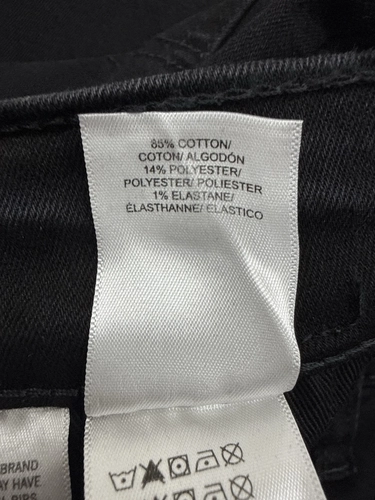 85% COTTON/
COTON/ ALGODÓN
14% POLYESTER/
POLYESTER/ POLIESTER
1% ELASTANE/
ÉLASTHANNE/ ELÁSTICO
BRAND
AY HAVE